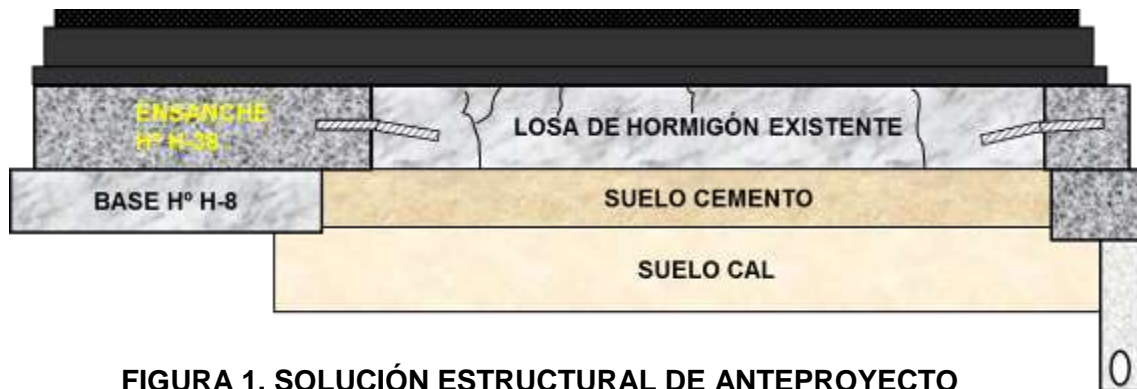 ENSANCHE
Hº H-38
LOSA DE HORMIGÓN EXISTENTE
BASE Hº H-8
SUELO CEMENTO
SUELO CAL
FIGURA 1. SOLUCIÓN ESTRUCTURAL DE ANTEPROYECTO